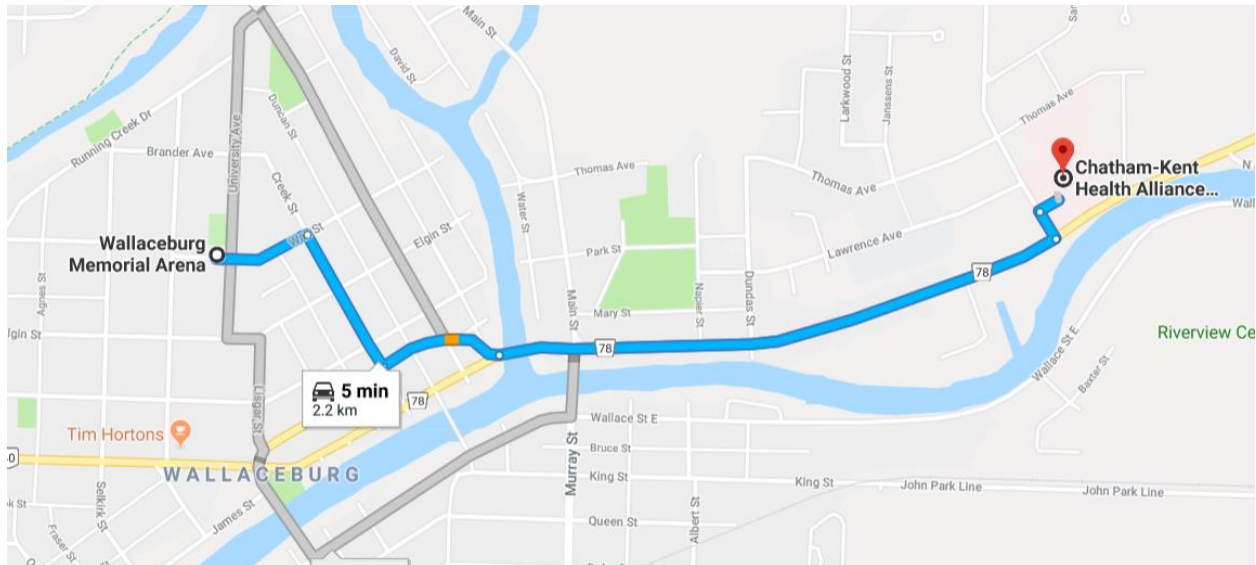 Main St
San
David St
Larkwood St
Janssens St
Thomas Ave
Duncan St
Running Creek Dr
Brander Ave
University Ave
Thomas Ave
Thomas Ave
Chatham-Kent
Health Alliance...
N
Wall
Creek St
Water St
Elgin St
Wallaceburg
Memorial Arena
Park St
Lawrence Ave
78
Agnes St
Main St
Napier St
Dundas St
Mary St
Elgin St
78
5 min
2.2 km
78
Wallace St E
Riverview Ce
Baxter St
Lisgar St
Tim Hortons
Wallace St E
WALLACEBURG
Murray St
Bruce St
King St
King St
John Park Line
John Park Line
Selkirk St
James St
Fraser St
Queen St
Albert St